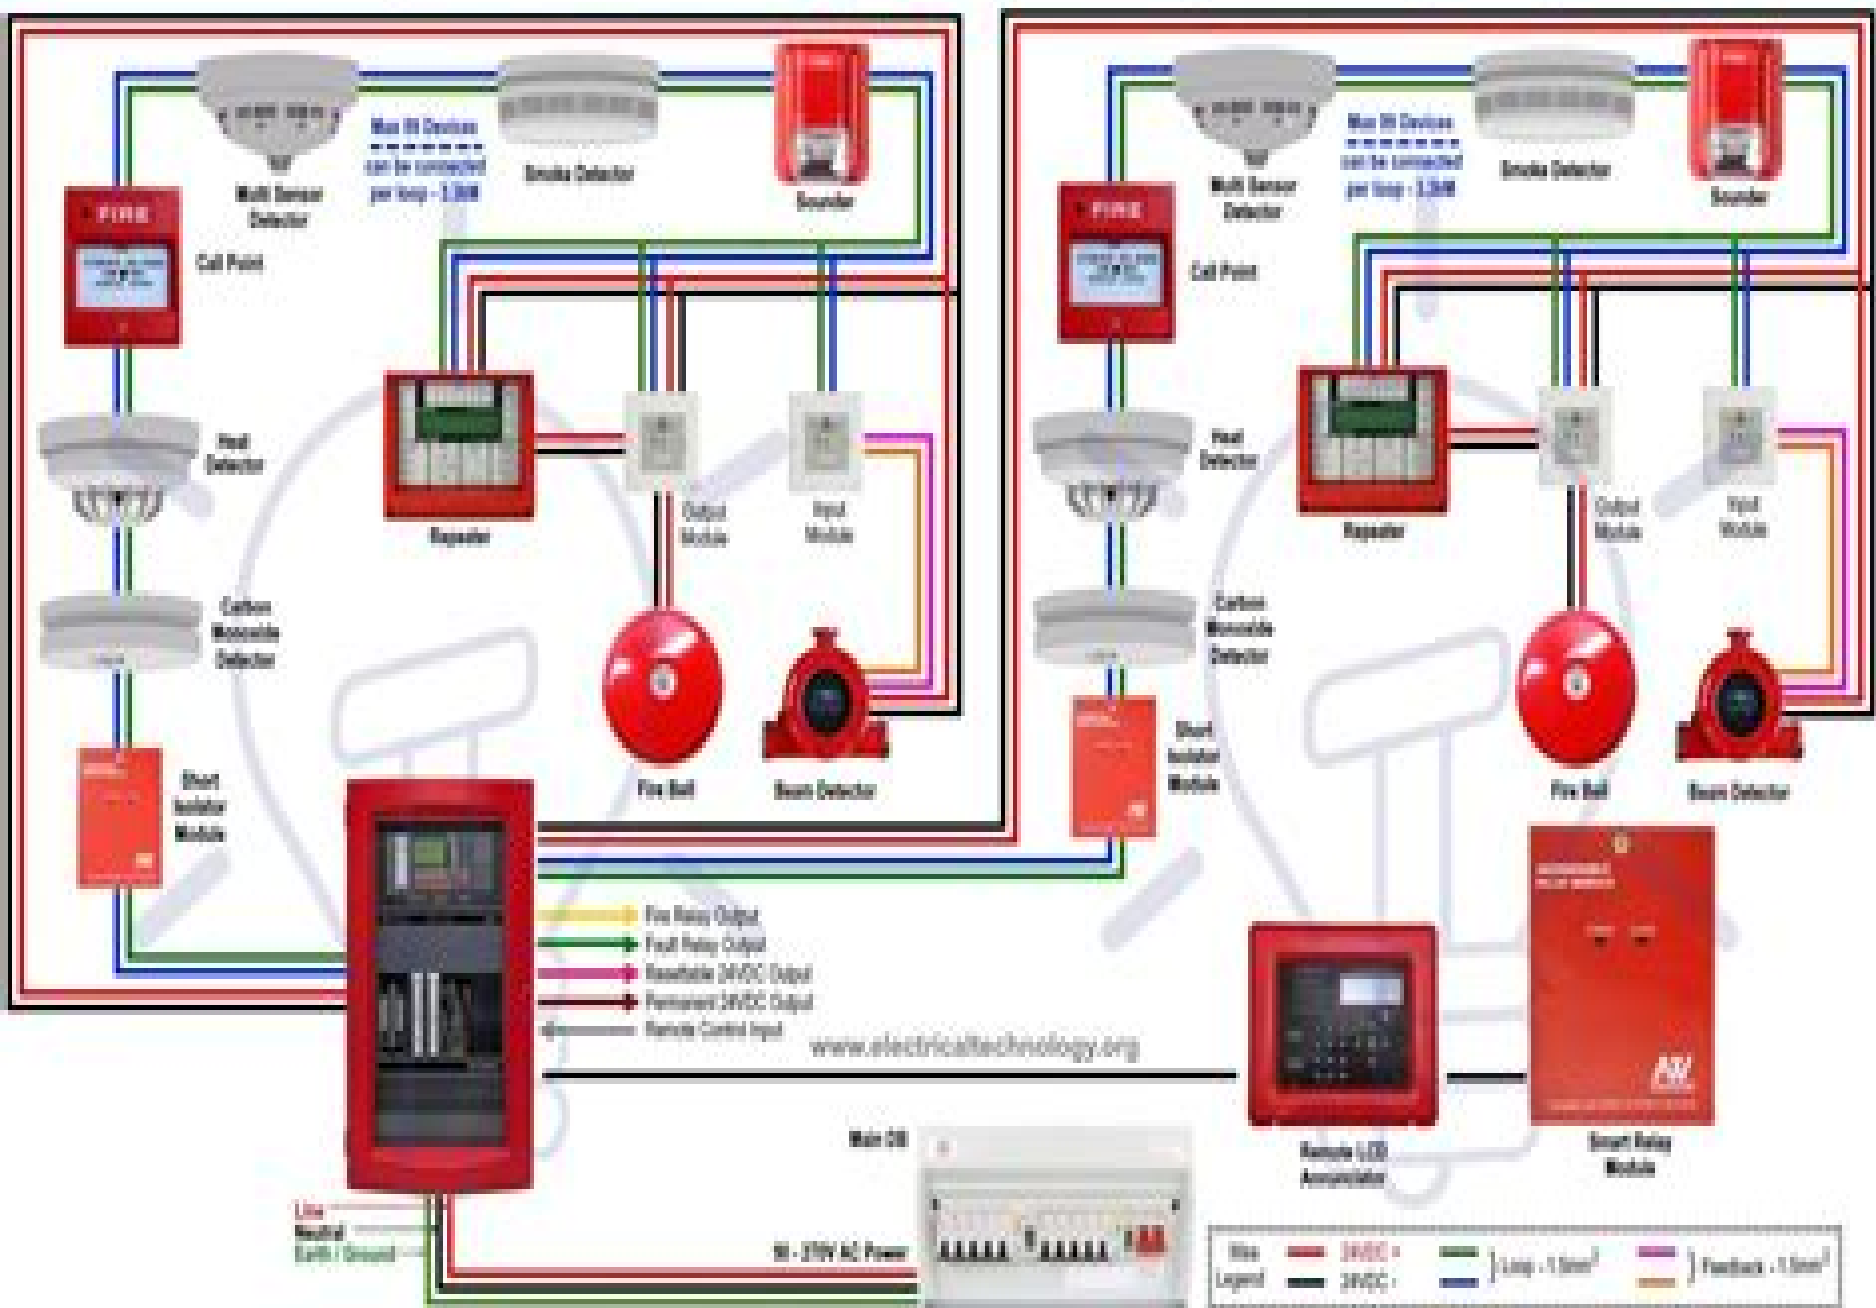 Multi Sensor
Detector
Max 99 Devices
can be connected
per loop - 3.3kM
Smoke Detector
Sounder
FIRE
Call Point
Heat
Detector
Carbon
Monoxide
Detector
Short
Isolator
Module
Repeater
Output
Module
Input
Module
Fire Bell
Beam Detector
Multi Sensor
Detector
Max 99 Devices
can be connected
per loop -
Smoke Detector
Sounder
FIRE
Call Point
Heat
Detector
Carbon
Monoxide
Detector
Short
Isolator
Module
Repeater
Output
Module
Input
Module
Fire Bell
Beam Detector
Fire Relay Output
Fault Relay Output
Resettable 24VDC Output
Permanent 24VDC Output
Remote Control Input
www.electricaltechnology.org
Main DB
Remote LCD
Annunciator
Smart Relay
Module
Line
Neutral
Earth / Ground
AC Power
Legend
24VDC +
24VDC -
Loop - 1.5mm²
Feedback - 1.5mm²